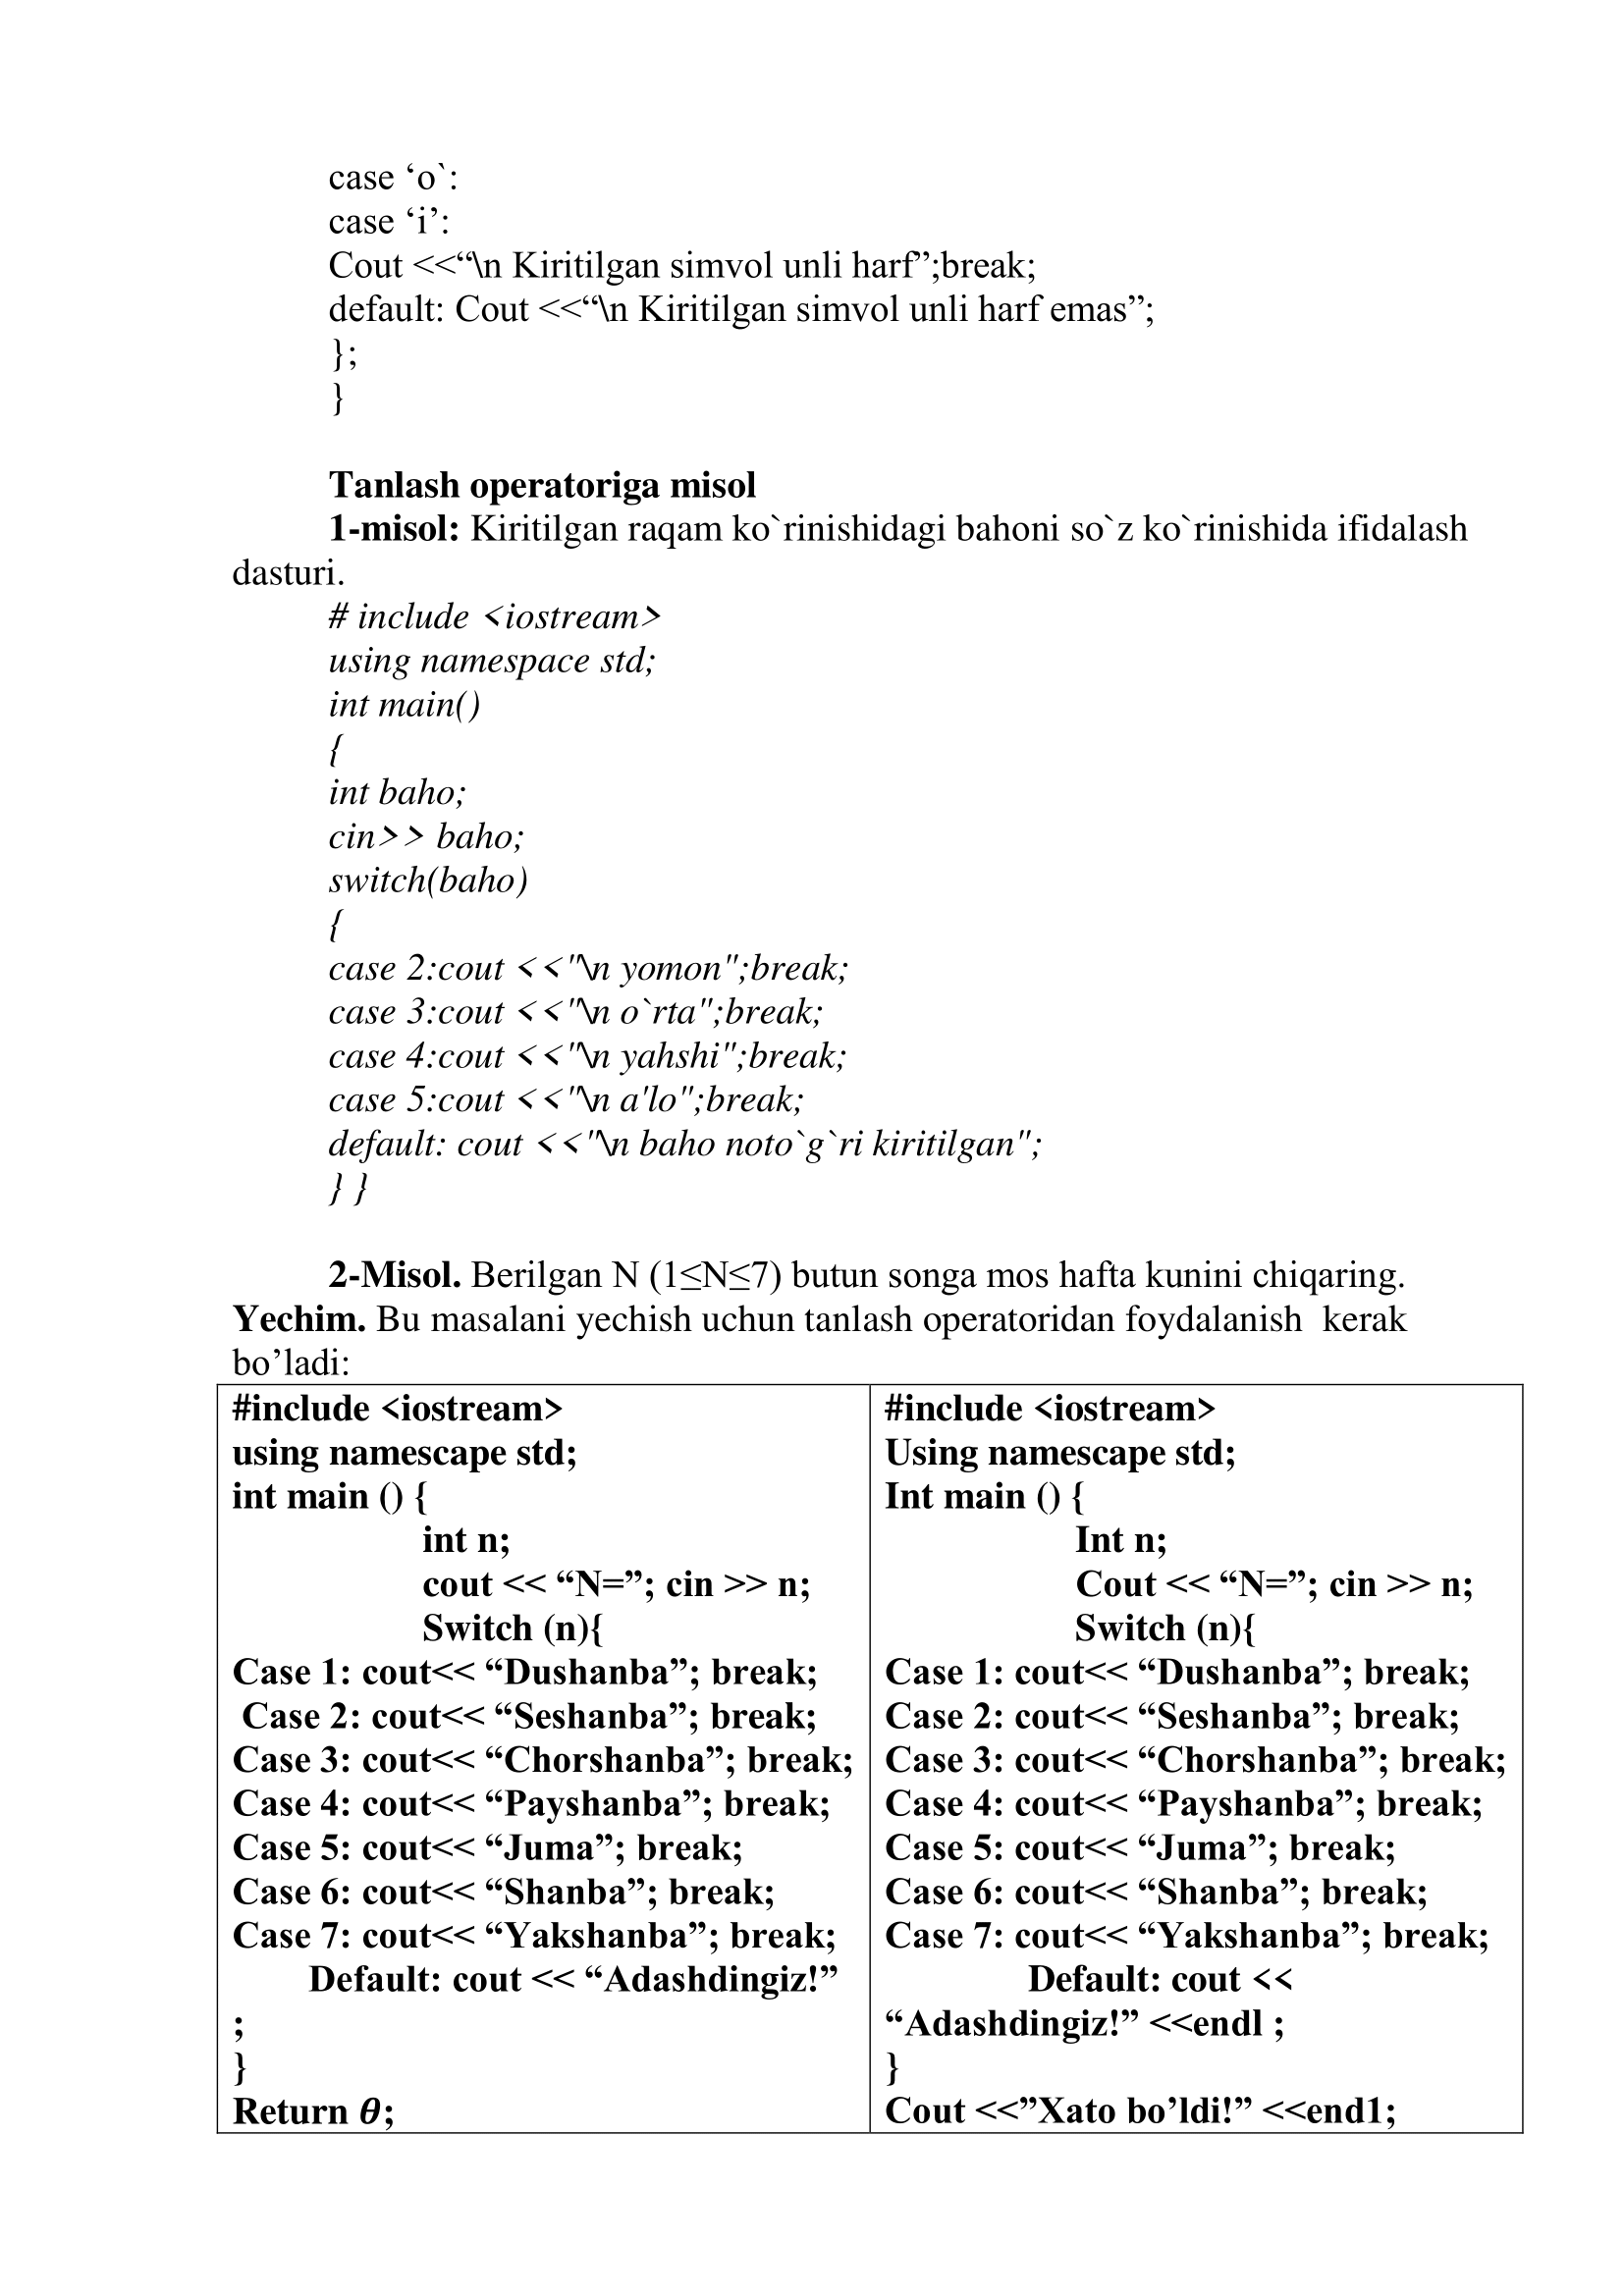 case ‘o`:
case ‘i’:
Cout <<“\n Kiritilgan simvol unli harf”;break;
default: Cout <<“\n Kiritilgan simvol unli harf emas”;
};
}
Tanlash operatoriga misol
1-misol: Kiritilgan raqam ko`rinishidagi bahoni so`z ko`rinishida ifidalash
dasturi.
# include <iostream>
using namespace std;
int main()
{
int baho;
cin>> baho;
switch(baho)
{
case 2:cout <<"\n yomon";break;
case 3:cout <<"\n o`rta";break;
case 4:cout <<"\n yahshi";break;
case 5:cout <<"\n a'lo";break;
default: cout <<"\n baho noto`g`ri kiritilgan";
} }
2-Misol. Berilgan N (1≤N≤7) butun songa mos hafta kunini chiqaring.
Yechim. Bu masalani yechish uchun tanlash operatoridan foydalanish  kerak
bo’ladi:
#include <iostream>
using namescape std;
int main () {
int n;
cout << “N=”; cin >> n;
Switch (n){
Case 1: cout<< “Dushanba”; break;
Case 2: cout<< “Seshanba”; break;
Case 3: cout<< “Chorshanba”; break;
Case 4: cout<< “Payshanba”; break;
Case 5: cout<< “Juma”; break;
Case 6: cout<< “Shanba”; break;
Case 7: cout<< “Yakshanba”; break;
Default: cout << “Adashdingiz!”
;
}
Return θ;
#include <iostream>
Using namescape std;
Int main () {
Int n;
Cout << “N=”; cin >> n;
Switch (n){
Case 1: cout<< “Dushanba”; break;
Case 2: cout<< “Seshanba”; break;
Case 3: cout<< “Chorshanba”; break;
Case 4: cout<< “Payshanba”; break;
Case 5: cout<< “Juma”; break;
Case 6: cout<< “Shanba”; break;
Case 7: cout<< “Yakshanba”; break;
Default: cout <<
“Adashdingiz!” <<endl ;
}
Cout <<”Xato bo’ldi!” <<end1;